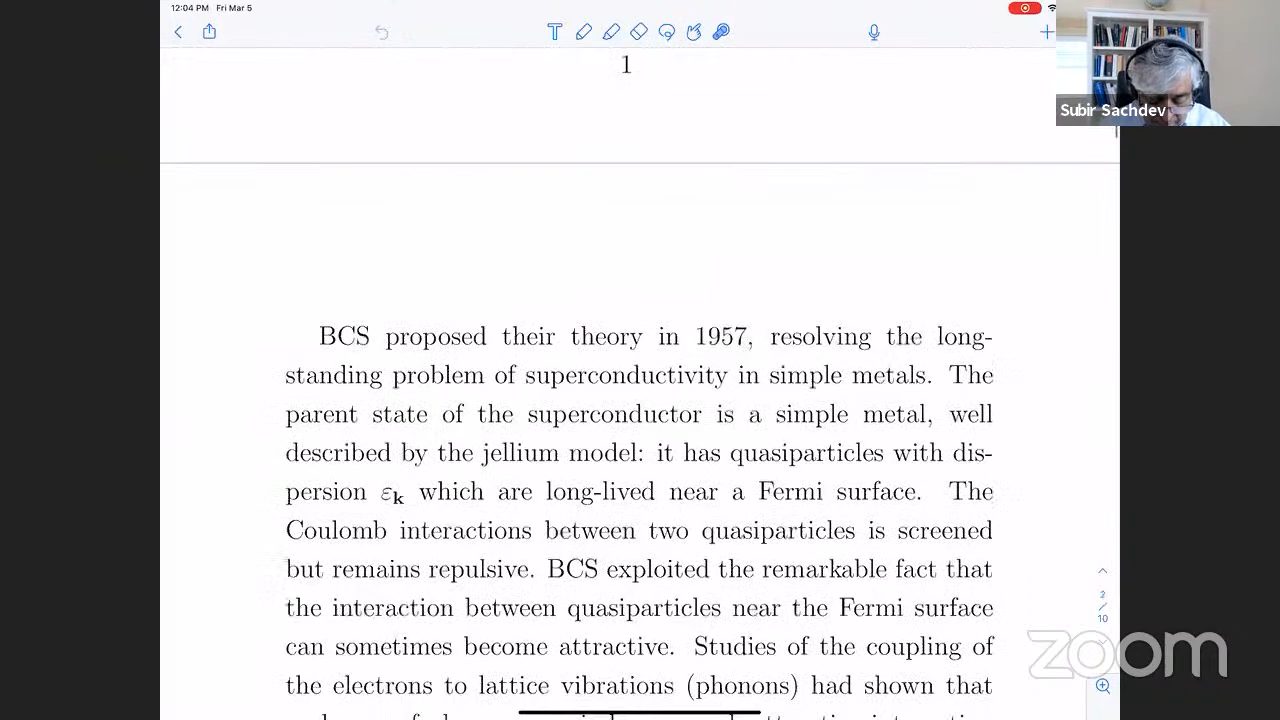 12:04 PM Fri Mar 5
1
Subir Sachdev
BCS proposed their theory in 1957, resolving the long-
standing problem of superconductivity in simple metals. The
parent state of the superconductor is a simple metal, well
described by the jellium model: it has quasiparticles with dis-
persion εₖ which are long-lived near a Fermi surface. The
Coulomb interactions between two quasiparticles is screened
but remains repulsive. BCS exploited the remarkable fact that
the interaction between quasiparticles near the Fermi surface
can sometimes become attractive. Studies of the coupling of
the electrons to lattice vibrations (phonons) had shown that
2
/
10
zoom